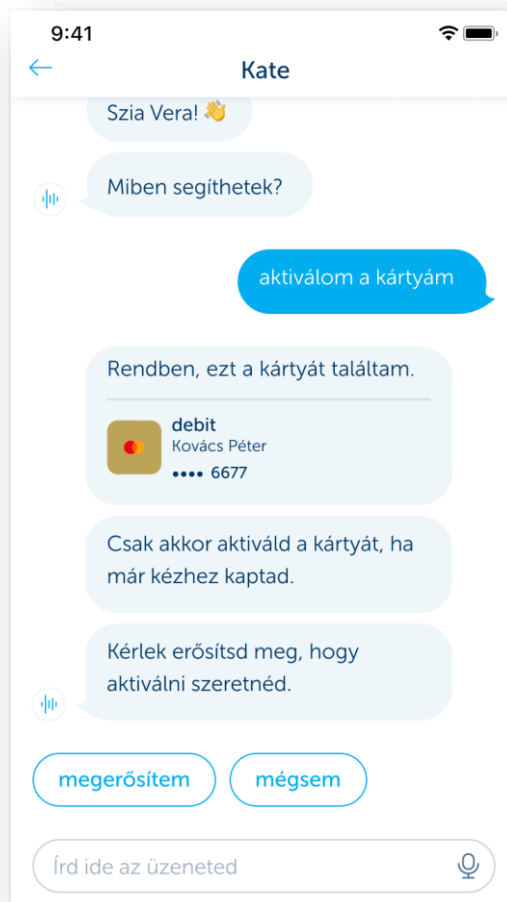 9:41
Kate
Szia Vera! 👋
Miben segíthetek?
aktiválom a kártyám
Rendben, ezt a kártyát találtam.
debit
Kovács Péter
•••• 6677
Csak akkor aktiváld a kártyát, ha
már kézhez kaptad.
Kérlek erősítsd meg, hogy
aktiválni szeretnéd.
megerősítem
mégsem
Írd ide az üzeneted